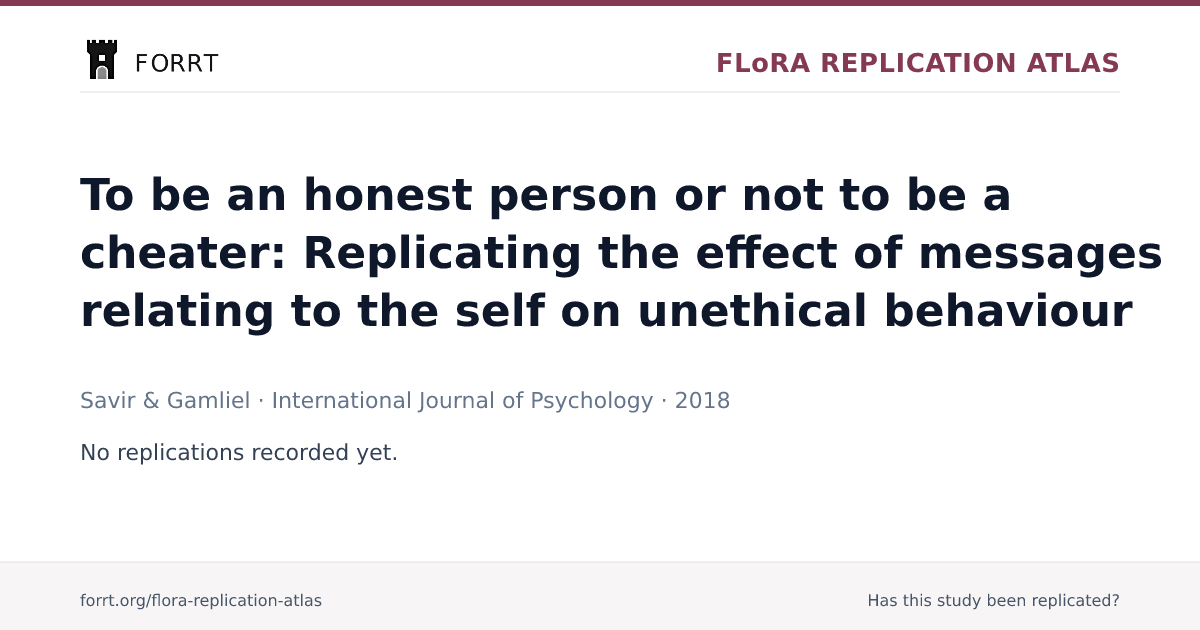 FORRT
FLoRA REPLICATION ATLAS
To be an honest person or not to be a
cheater: Replicating the effect of messages
relating to the self on unethical behaviour
Savir & Gamliel · International Journal of Psychology · 2018
No replications recorded yet.
forrt.org/flora-replication-atlas
Has this study been replicated?